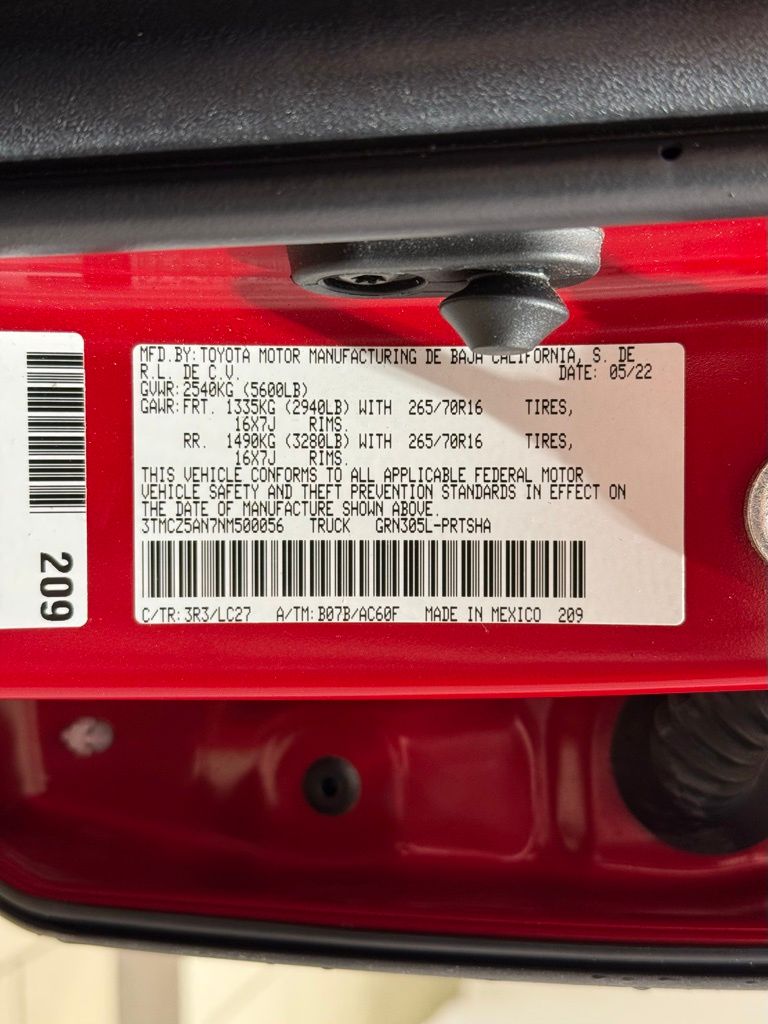 MFD.BY:TOYOTA MOTOR MANUFACTURING DE BAJA CALIFORNIA, S. DE
R.L. DE C.V. DATE: 05/22
GVWR:2540KG (5600LB)
GAWR:FRT. 1335KG (2940LB) WITH 265/70R16 TIRES,
16X7J RIMS.
RR. 1490KG (3280LB) WITH 265/70R16 TIRES,
16X7J RIMS.
THIS VEHICLE CONFORMS TO ALL APPLICABLE FEDERAL MOTOR
VEHICLE SAFETY AND THEFT PREVENTION STANDARDS IN EFFECT ON
THE DATE OF MANUFACTURE SHOWN ABOVE.
3TMCZ5AN7NM500056 TRUCK GRN305L-PRTSHA
C/TR:3R3/LC27 A/TM:B07B/AC60F MADE IN MEXICO 209
209